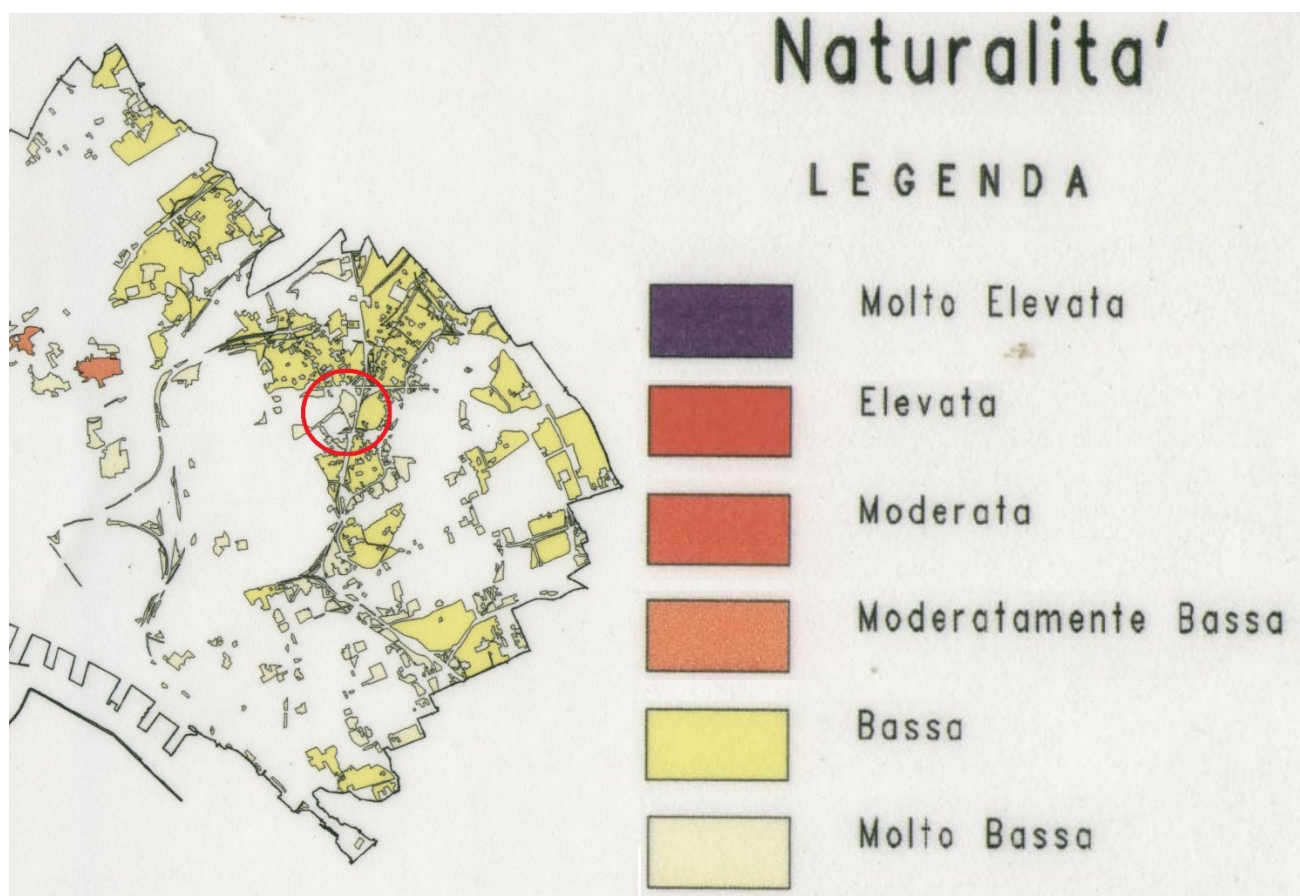 Naturalita'
LEGENDA
Molto Elevata
Elevata
Moderata
Moderatamente Bassa
Bassa
Molto Bassa